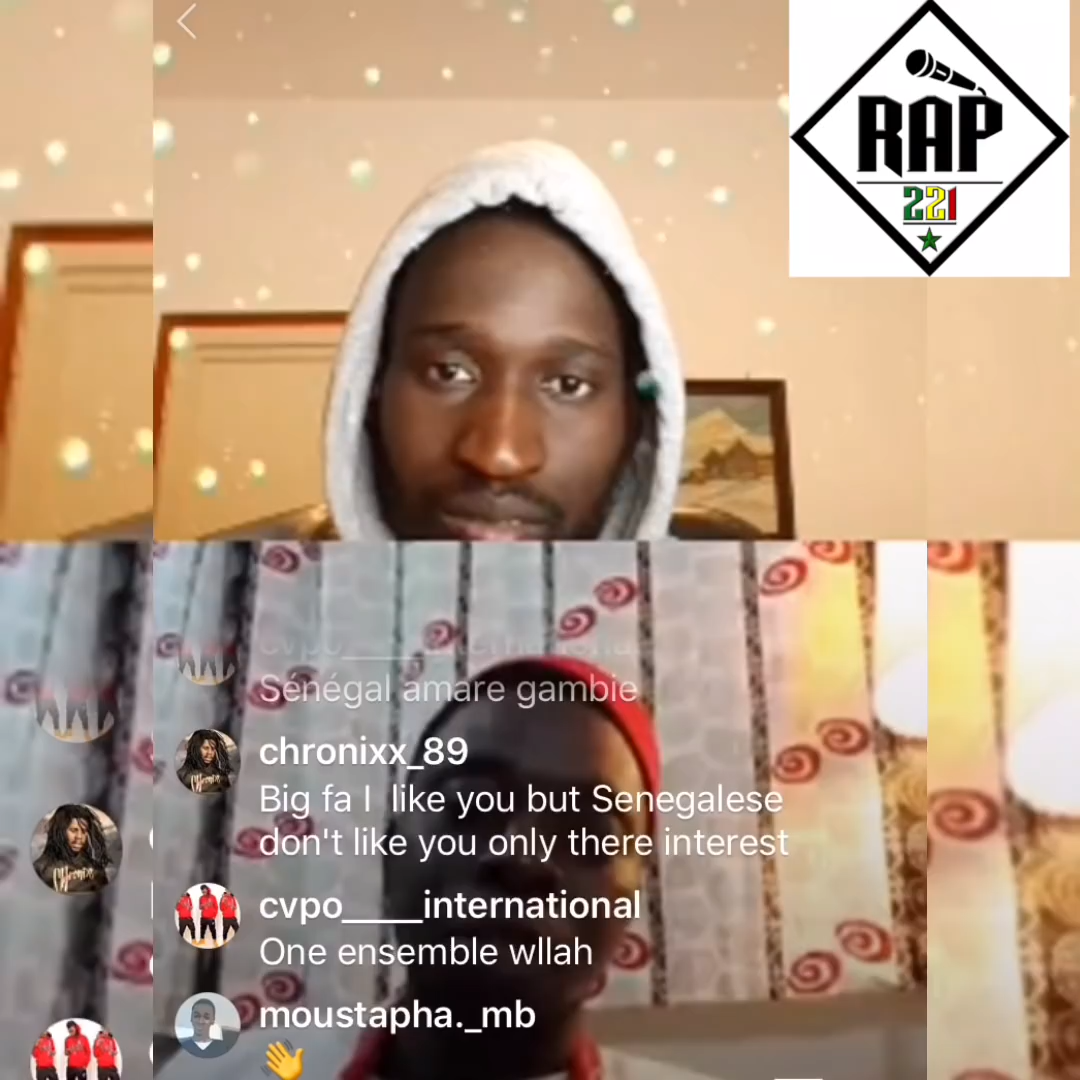 RAP
221
Sénégal amare gambie
chronixx_89
Big fa I like you but Senegalese
don't like you only there interest
cvpo____international
One ensemble wllah
moustapha._mb
👋